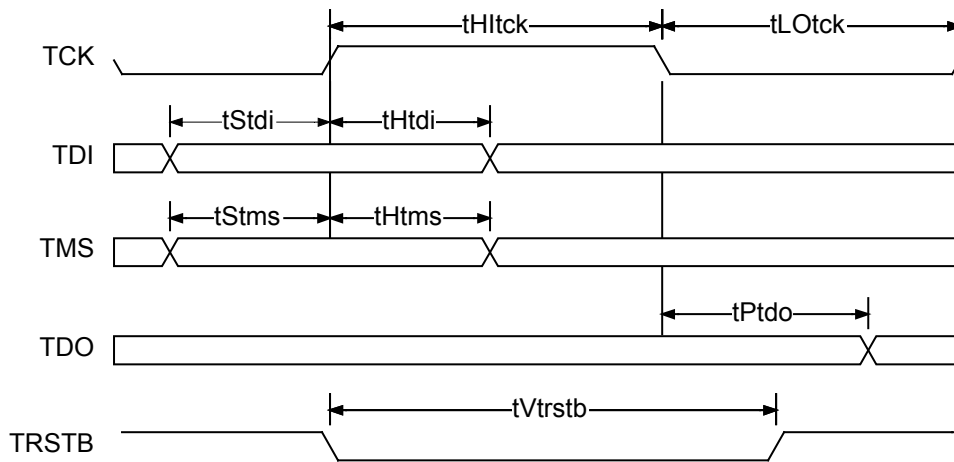 tHItck tLOtck
TCK
tStdi tHtdi
TDI
tStms tHtms
TMS
tPtdo
TDO
tVtrstb
TRSTB